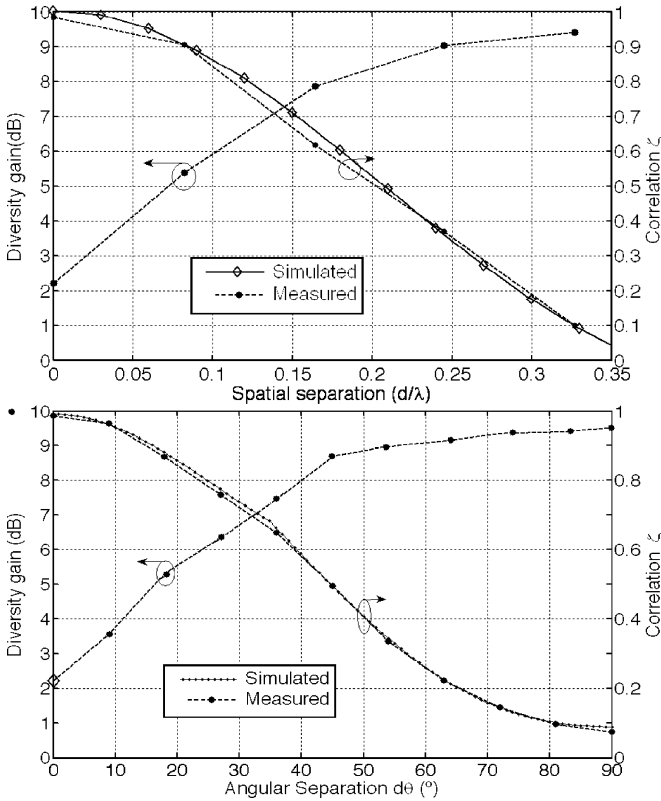 10 1
9 0.9
8 0.8
7 0.7
6 0.6
5 0.5
4 0.4
3 0.3
2 0.2
1 0.1
0 0
Diversity gain(dB)
Correlation ζ
Simulated
Measured
0 0.05 0.1 0.15 0.2 0.25 0.3 0.35
Spatial separation (d/λ)
10 1
9
8 0.8
7
6 0.6
5
4 0.4
3
2 0.2
1
0 0
Diversity gain (dB)
Correlation ζ
Simulated
Measured
0 10 20 30 40 50 60 70 80 90
Angular Separation dθ (º)